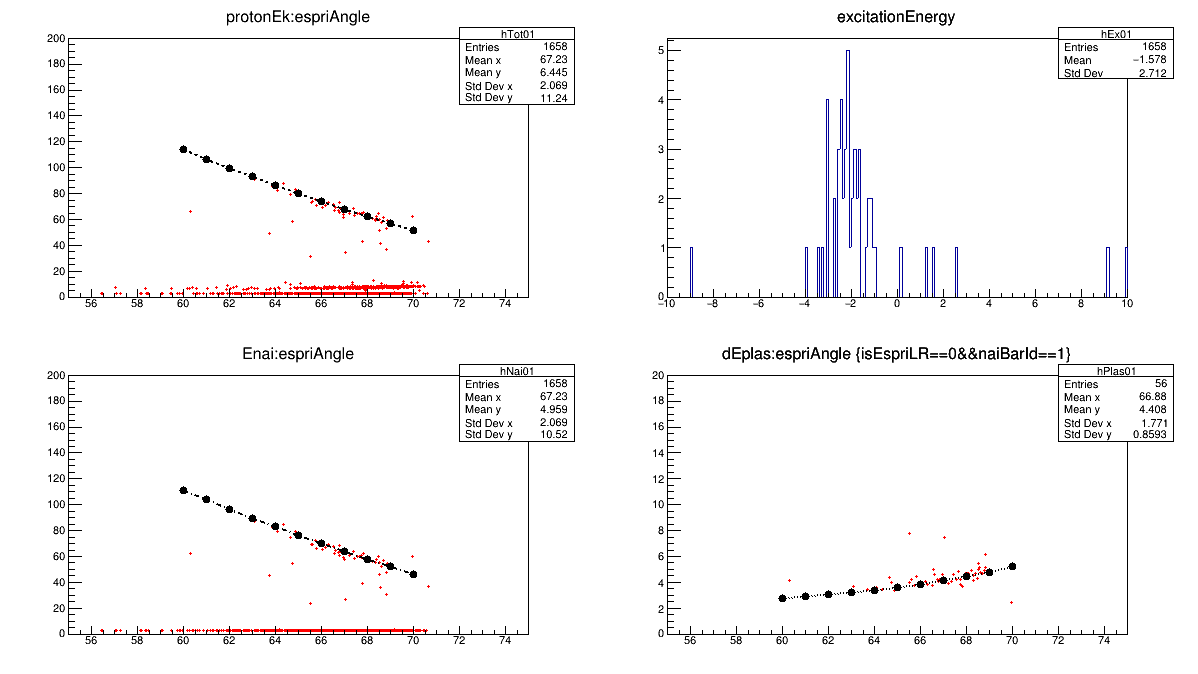 protonEk:espriAngle
hTot01
Entries 1658
Mean x 67.23
Mean y 6.445
Std Dev x 2.069
Std Dev y 11.24
200
180
160
140
120
100
80
60
40
20
0
56 58 60 62 64 66 68 70 72 74
excitationEnergy
hEx01
Entries 1658
Mean −1.578
Std Dev 2.712
5
4
3
2
1
0
−10 −8 −6 −4 −2 0 2 4 6 8 10
Enai:espriAngle
hNai01
Entries 1658
Mean x 67.23
Mean y 4.959
Std Dev x 2.069
Std Dev y 10.52
200
180
160
140
120
100
80
60
40
20
0
56 58 60 62 64 66 68 70 72 74
dEplas:espriAngle {isEspriLR==0&&naiBarId==1}
hPlas01
Entries 56
Mean x 66.88
Mean y 4.408
Std Dev x 1.771
Std Dev y 0.8593
20
18
16
14
12
10
8
6
4
2
0
56 58 60 62 64 66 68 70 72 74